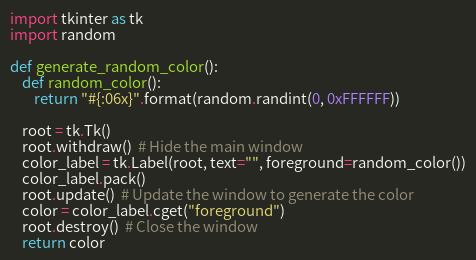 import tkinter as tk
import random

def generate_random_color():
    def random_color():
        return "#{:06x}".format(random.randint(0, 0xFFFFFF))

    root = tk.Tk()
    root.withdraw()  # Hide the main window
    color_label = tk.Label(root, text="", foreground=random_color())
    color_label.pack()
    root.update()  # Update the window to generate the color
    color = color_label.cget("foreground")
    root.destroy()  # Close the window
    return color